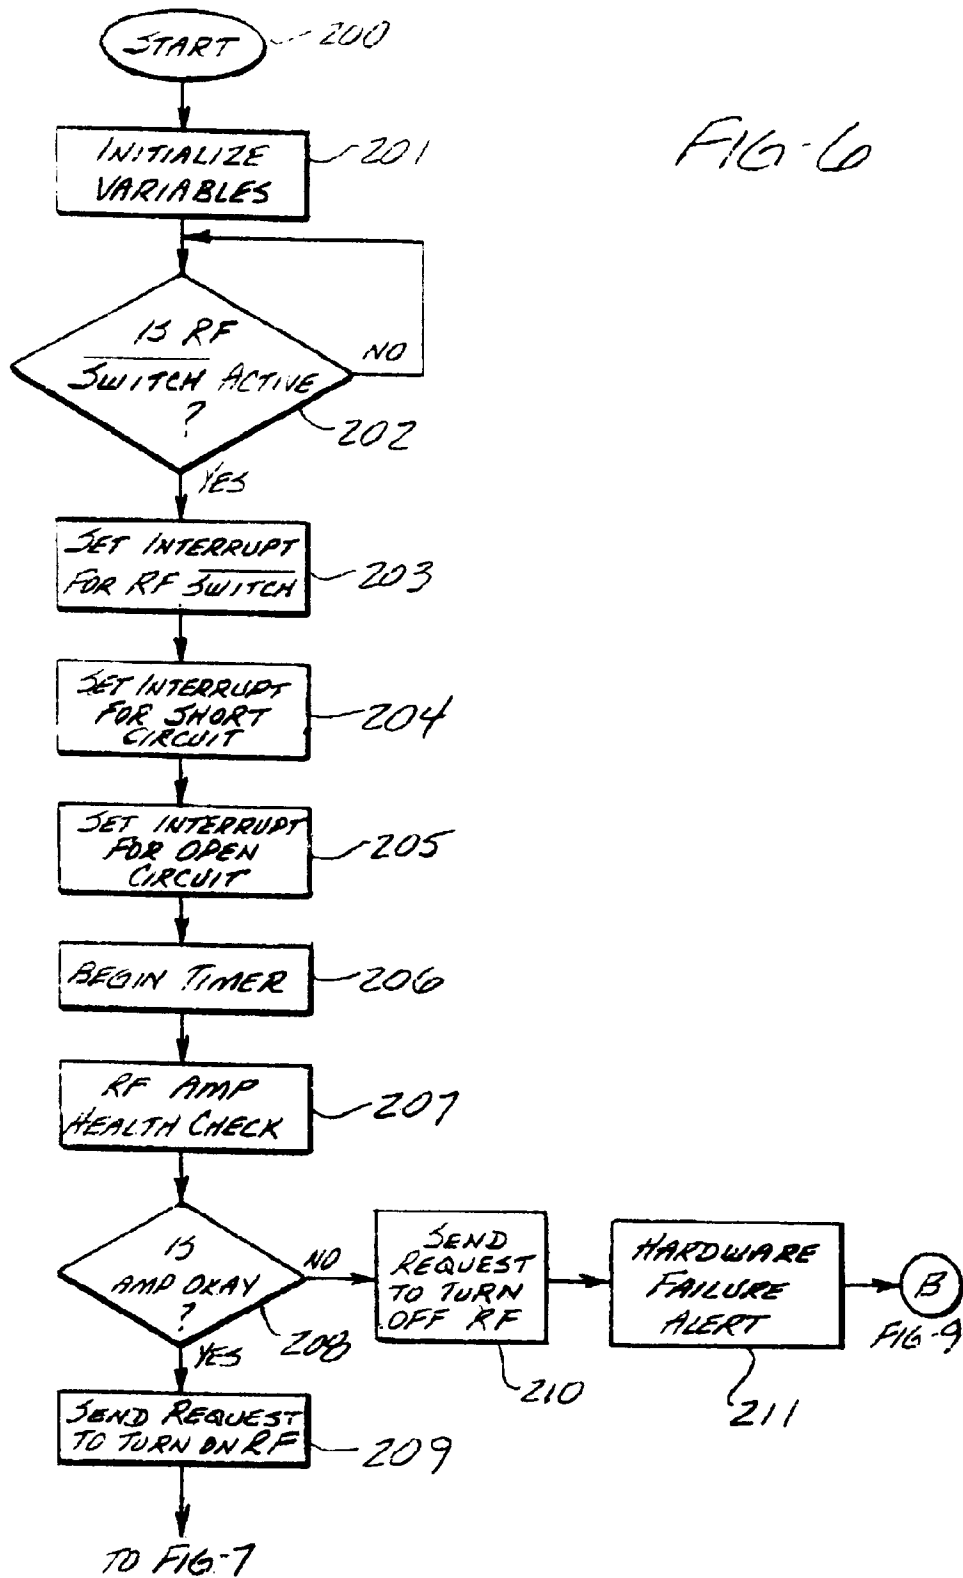 START
200
FIG-6
INITIALIZE
VARIABLES
201
IS RF
SWITCH ACTIVE
?
NO
202
YES
SET INTERRUPT
FOR RF SWITCH
203
SET INTERRUPT
FOR SHORT
CIRCUIT
204
SET INTERRUPT
FOR OPEN
CIRCUIT
205
BEGIN TIMER
206
RF AMP
HEALTH CHECK
207
IS
AMP OKAY
?
NO
208
YES
SEND
REQUEST
TO TURN
OFF RF
210
HARDWARE
FAILURE
ALERT
211
B
FIG-9
SEND REQUEST
TO TURN ON RF
209
TO FIG-7